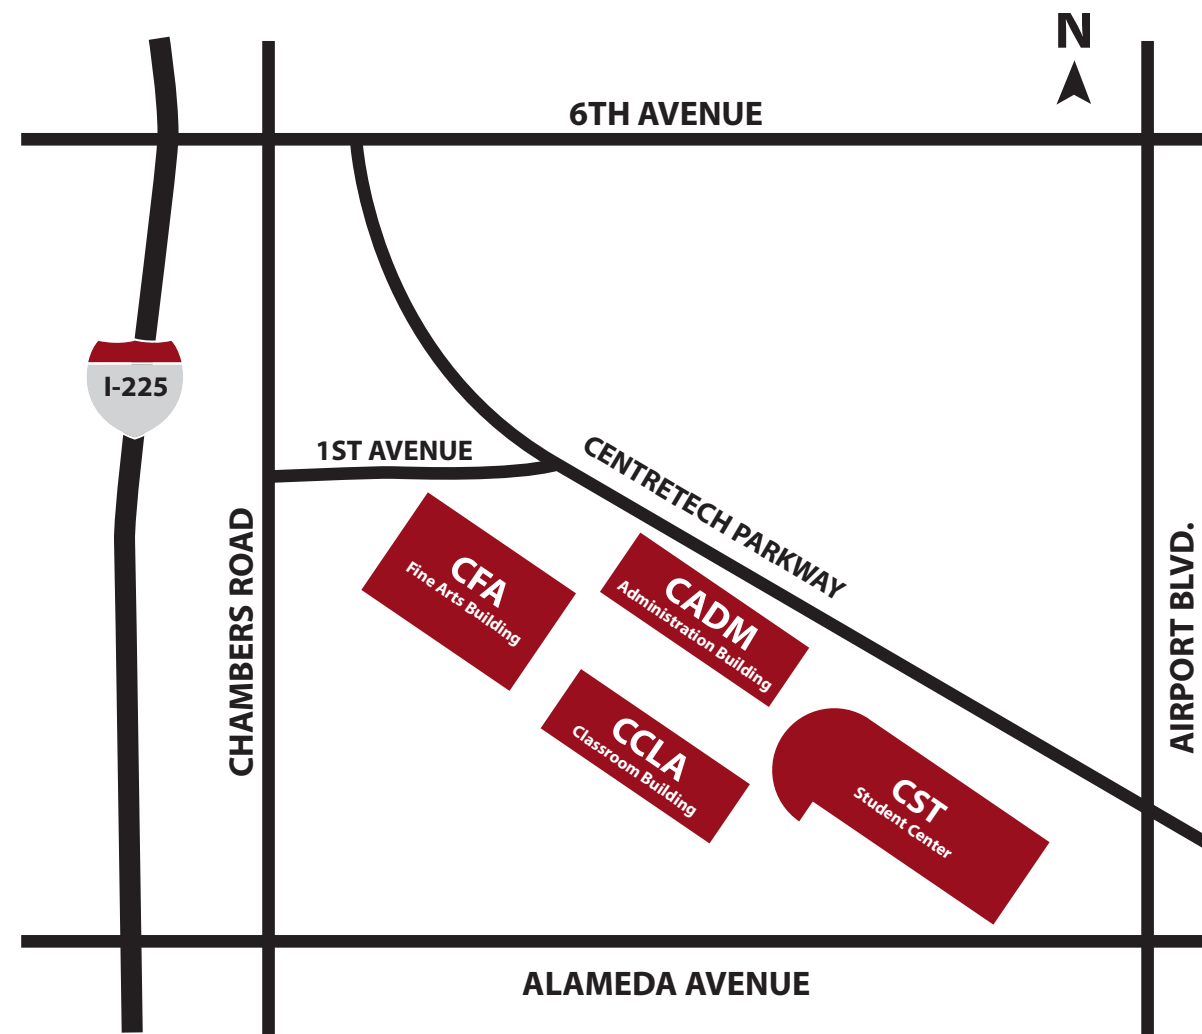 N
6TH AVENUE
I-225
1ST AVENUE
CENTRETECH PARKWAY
CHAMBERS ROAD
AIRPORT BLVD.
CFA
Fine Arts Building
CADM
Administration Building
CCLA
Classroom Building
CST
Student Center
ALAMEDA AVENUE